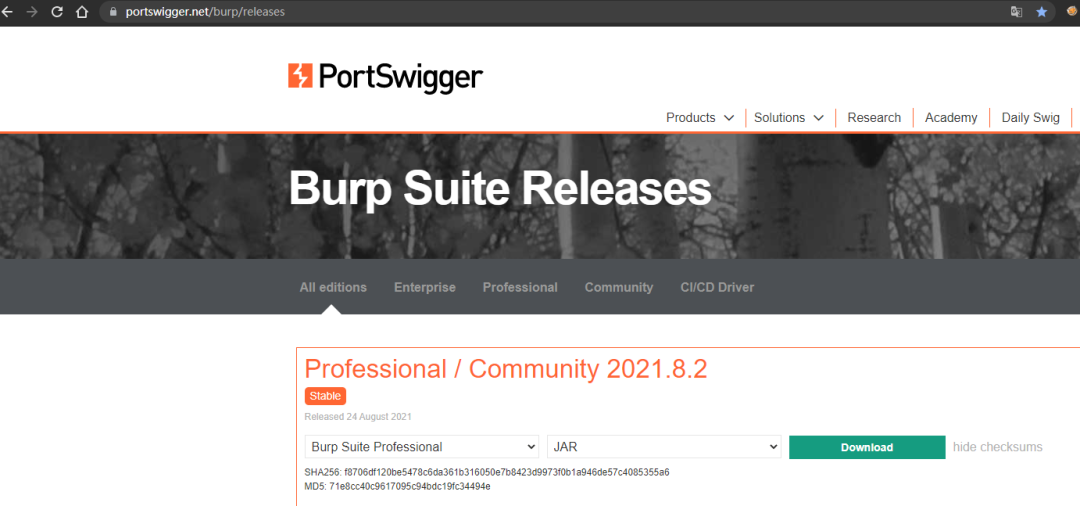 portswigger.net/burp/releases
PortSwigger
Products Solutions Research Academy Daily Swig
Burp Suite Releases
All editions Enterprise Professional Community CI/CD Driver
Professional / Community 2021.8.2
Stable
Released 24 August 2021
Burp Suite Professional JAR Download hide checksums
SHA256: f8706df120be5478c6da361b316050e7b8423d9973f0b1a946de57c4085355a6
MD5: 71e8cc40c9617095c94bdc19fc34494e